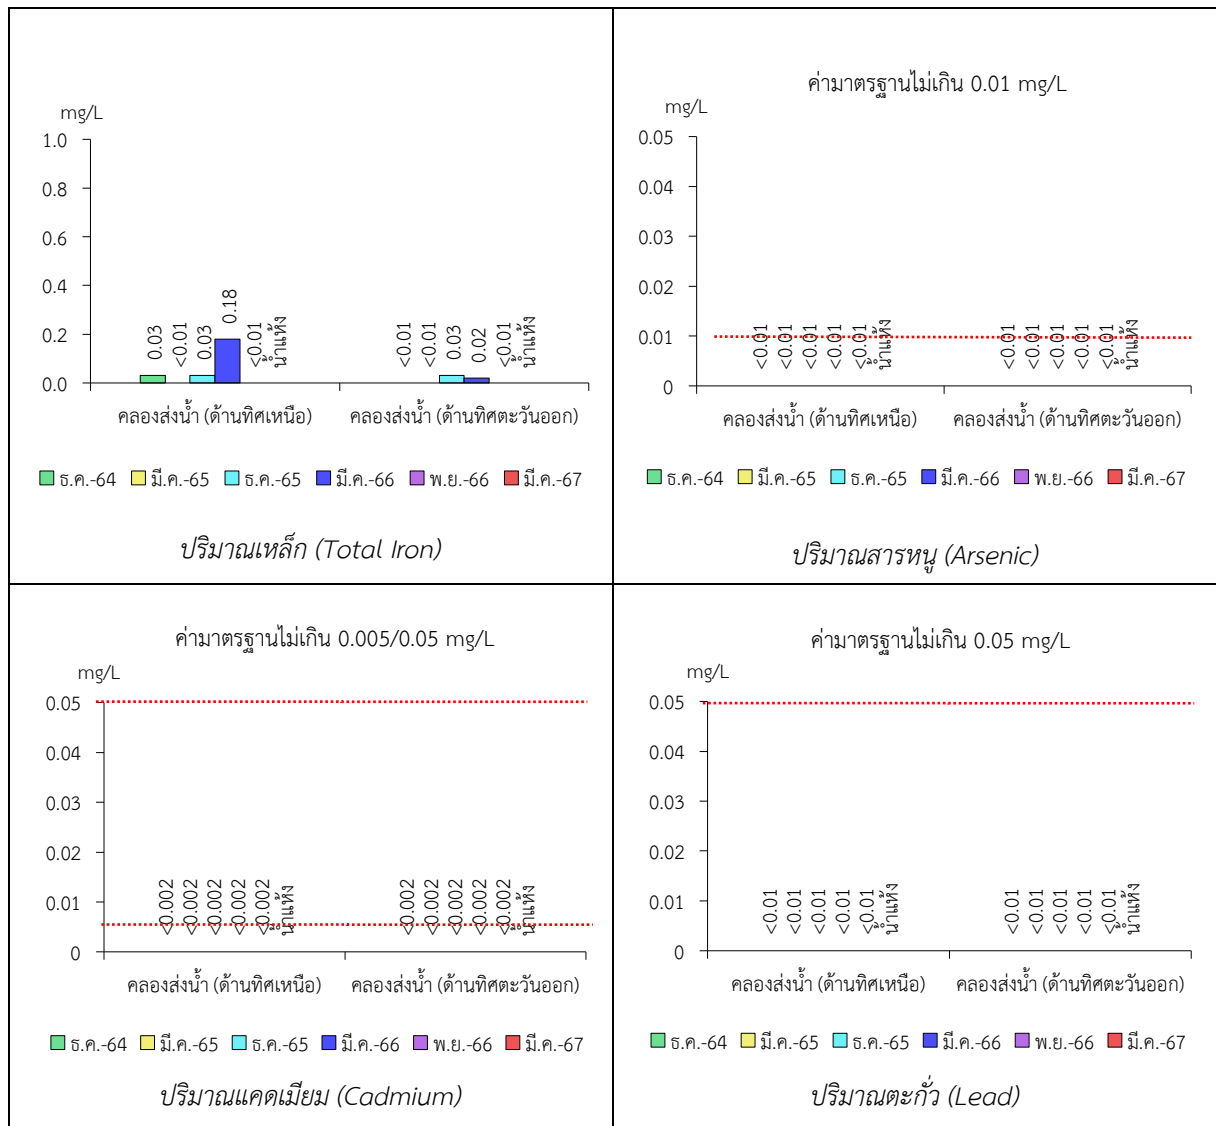 mg/L
1.0
0.8
0.6
0.4
0.2
0.0
0.03
<0.01
0.03
0.18
<0.01
น้ำแห้ง
<0.01
<0.01
0.03
0.02
<0.01
น้ำแห้ง
คลองส่งน้ำ (ด้านทิศเหนือ) คลองส่งน้ำ (ด้านทิศตะวันออก)
ธ.ค.-64 มี.ค.-65 ธ.ค.-65 มี.ค.-66 พ.ย.-66 มี.ค.-67
ปริมาณเหล็ก (Total Iron)
ค่ามาตรฐานไม่เกิน 0.01 mg/L
mg/L
0.05
0.04
0.03
0.02
0.01
0
<0.01
<0.01
<0.01
<0.01
<0.01
น้ำแห้ง
<0.01
<0.01
<0.01
<0.01
<0.01
น้ำแห้ง
คลองส่งน้ำ (ด้านทิศเหนือ) คลองส่งน้ำ (ด้านทิศตะวันออก)
ธ.ค.-64 มี.ค.-65 ธ.ค.-65 มี.ค.-66 พ.ย.-66 มี.ค.-67
ปริมาณสารหนู (Arsenic)
ค่ามาตรฐานไม่เกิน 0.005/0.05 mg/L
mg/L
0.05
0.04
0.03
0.02
0.01
0
<0.002
<0.002
<0.002
<0.002
<0.002
น้ำแห้ง
<0.002
<0.002
<0.002
<0.002
<0.002
น้ำแห้ง
คลองส่งน้ำ (ด้านทิศเหนือ) คลองส่งน้ำ (ด้านทิศตะวันออก)
ธ.ค.-64 มี.ค.-65 ธ.ค.-65 มี.ค.-66 พ.ย.-66 มี.ค.-67
ปริมาณแคดเมียม (Cadmium)
ค่ามาตรฐานไม่เกิน 0.05 mg/L
mg/L
0.05
0.04
0.03
0.02
0.01
0
<0.01
<0.01
<0.01
<0.01
<0.01
น้ำแห้ง
<0.01
<0.01
<0.01
<0.01
<0.01
น้ำแห้ง
คลองส่งน้ำ (ด้านทิศเหนือ) คลองส่งน้ำ (ด้านทิศตะวันออก)
ธ.ค.-64 มี.ค.-65 ธ.ค.-65 มี.ค.-66 พ.ย.-66 มี.ค.-67
ปริมาณตะกั่ว (Lead)